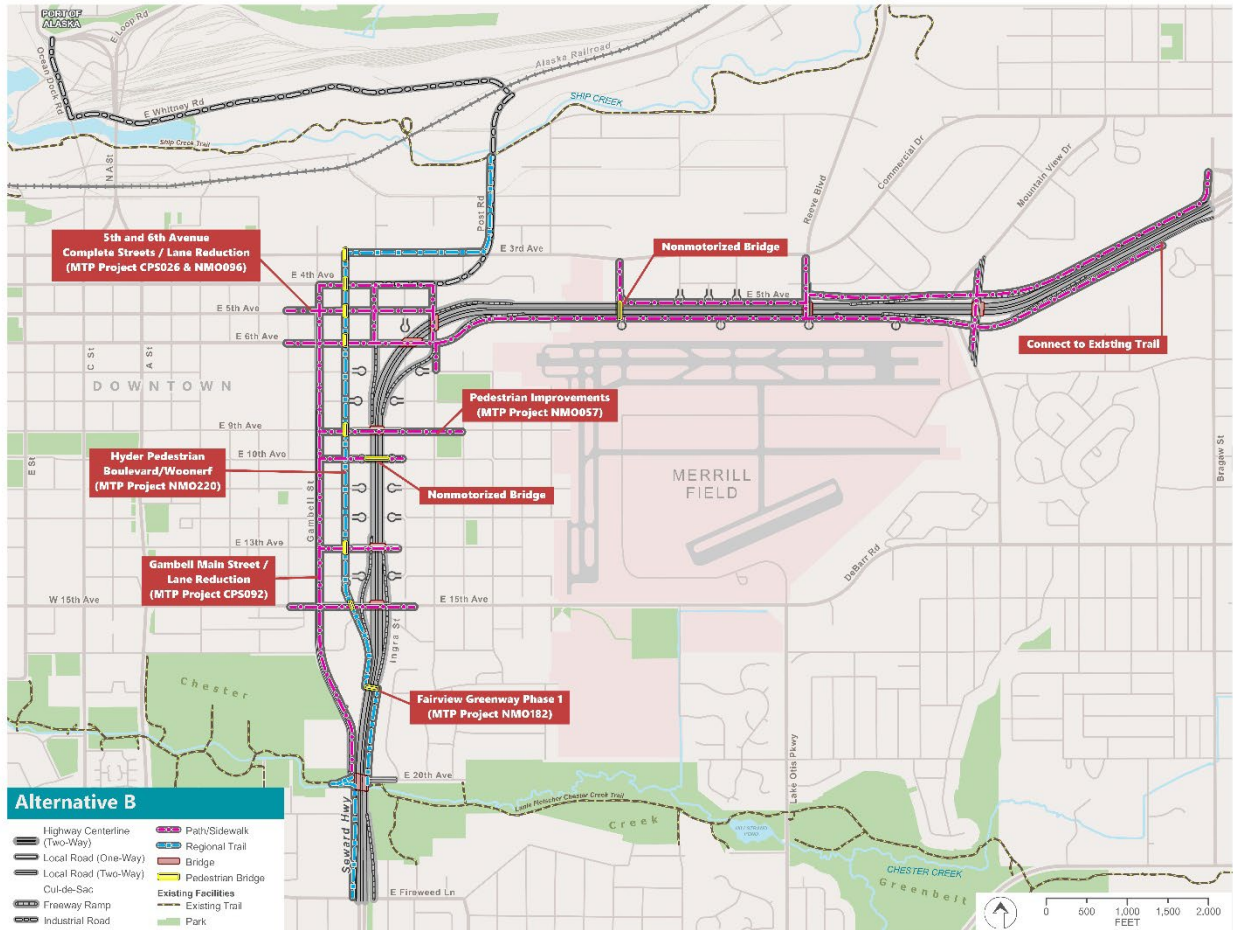 PORT OF
ALASKA
E Loop Rd
Ocean Dock Rd
E Whitney Rd
Alaska Railroad
SHIP CREEK
Ship Creek Trail
N A St
Post Rd
Reeve Blvd
Commercial Dr
Mountain View Dr
5th and 6th Avenue
Complete Streets / Lane Reduction
(MTP Project CPS026 & NMO096)
E 3rd Ave
Nonmotorized Bridge
E 4th Ave
E 5th Ave
E 5th Ave
E 6th Ave
Connect to Existing Trail
C St
A St
DOWNTOWN
Pedestrian Improvements
(MTP Project NMO057)
E 9th Ave
E 10th Ave
E St
Hyder Pedestrian
Boulevard/Woonerf
(MTP Project NMO220)
Nonmotorized Bridge
MERRILL
FIELD
Bragaw St
Gambell St
E 13th Ave
DeBarr Rd
Gambell Main Street /
Lane Reduction
(MTP Project CPS092)
W 15th Ave
E 15th Ave
Ingra St
Chester
Fairview Greenway Phase 1
(MTP Project NMO182)
E 20th Ave
Lanie Fleischer Chester Creek Trail
Lake Otis Pkwy
Creek
Seward Hwy
CHESTER CREEK
Greenbelt
E Fireweed Ln
Alternative B
Highway Centerline
(Two-Way)
Local Road (One-Way)
Local Road (Two-Way)
Cul-de-Sac
Freeway Ramp
Industrial Road
Path/Sidewalk
Regional Trail
Bridge
Pedestrian Bridge
Existing Facilities
Existing Trail
Park
0 500 1,000 1,500 2,000
FEET